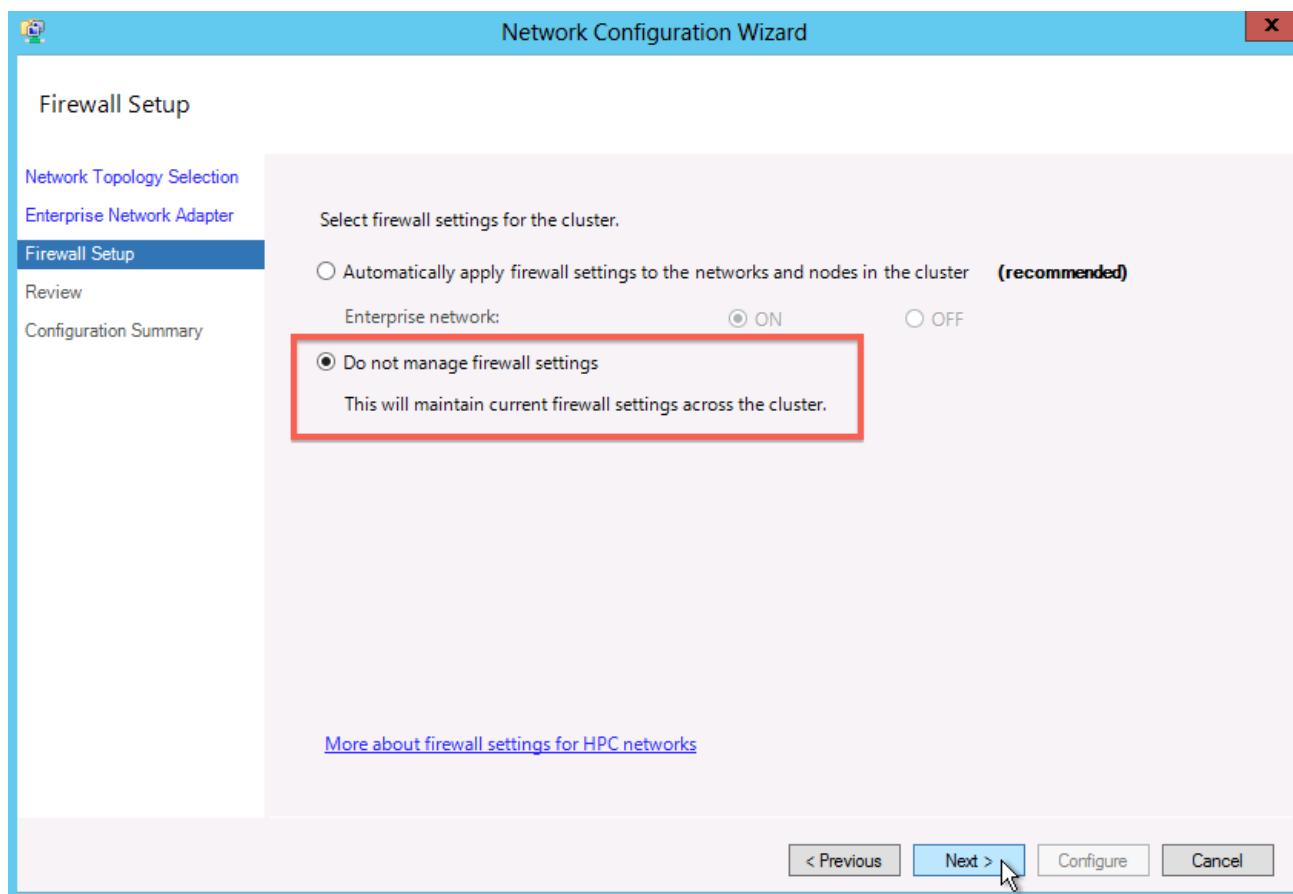 Network Configuration Wizard
X
Firewall Setup
Network Topology Selection
Enterprise Network Adapter
Firewall Setup
Review
Configuration Summary
Select firewall settings for the cluster.
Automatically apply firewall settings to the networks and nodes in the cluster (recommended)
Enterprise network: ON OFF
Do not manage firewall settings
This will maintain current firewall settings across the cluster.
More about firewall settings for HPC networks
< Previous Next > Configure Cancel